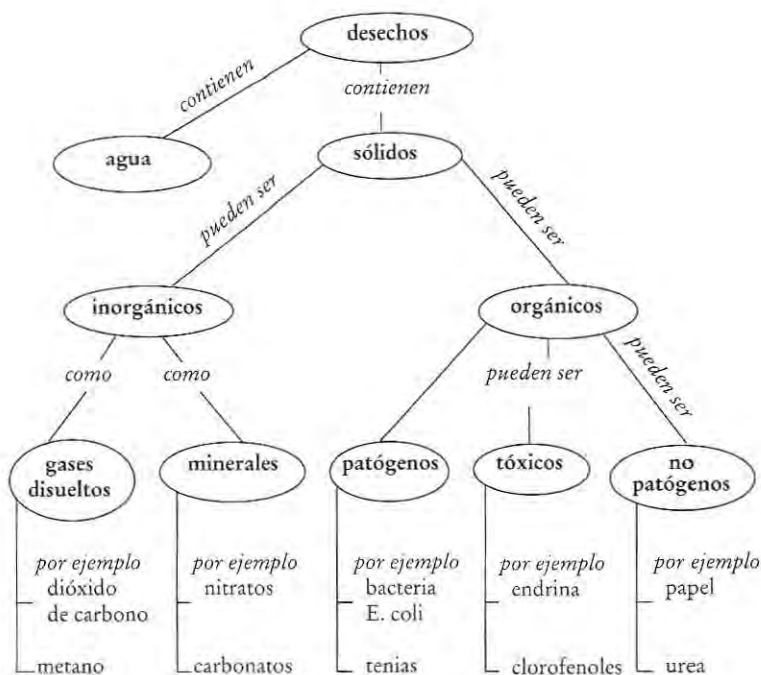 desechos
contienen
contienen
agua
sólidos
pueden ser
pueden ser
inorgánicos
orgánicos
como
como
pueden ser
pueden ser
gases
disueltos
minerales
patógenos
tóxicos
no
patógenos
por ejemplo
dióxido
de carbono
metano
por ejemplo
nitratos
carbonatos
por ejemplo
bacteria
E. coli
tenias
por ejemplo
endrina
clorofenoles
por ejemplo
papel
urea